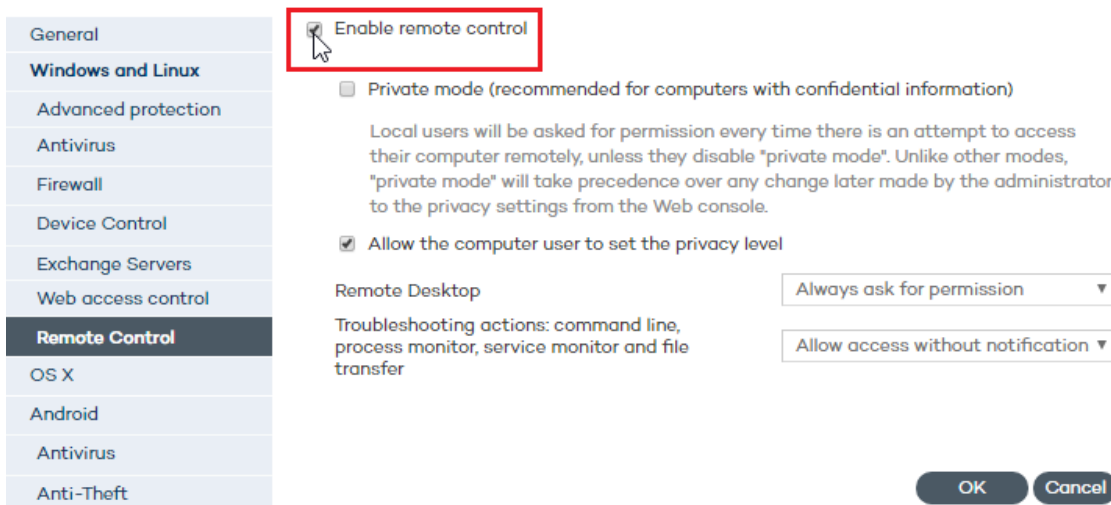 General
Windows and Linux
Advanced protection
Antivirus
Firewall
Device Control
Exchange Servers
Web access control
Remote Control
OS X
Android
Antivirus
Anti-Theft
Enable remote control
Private mode (recommended for computers with confidential information)
Local users will be asked for permission every time there is an attempt to access
their computer remotely, unless they disable "private mode". Unlike other modes,
"private mode" will take precedence over any change later made by the administrator
to the privacy settings from the Web console.
Allow the computer user to set the privacy level
Remote Desktop
Always ask for permission
Troubleshooting actions: command line,
process monitor, service monitor and file
transfer
Allow access without notification
OK
Cancel